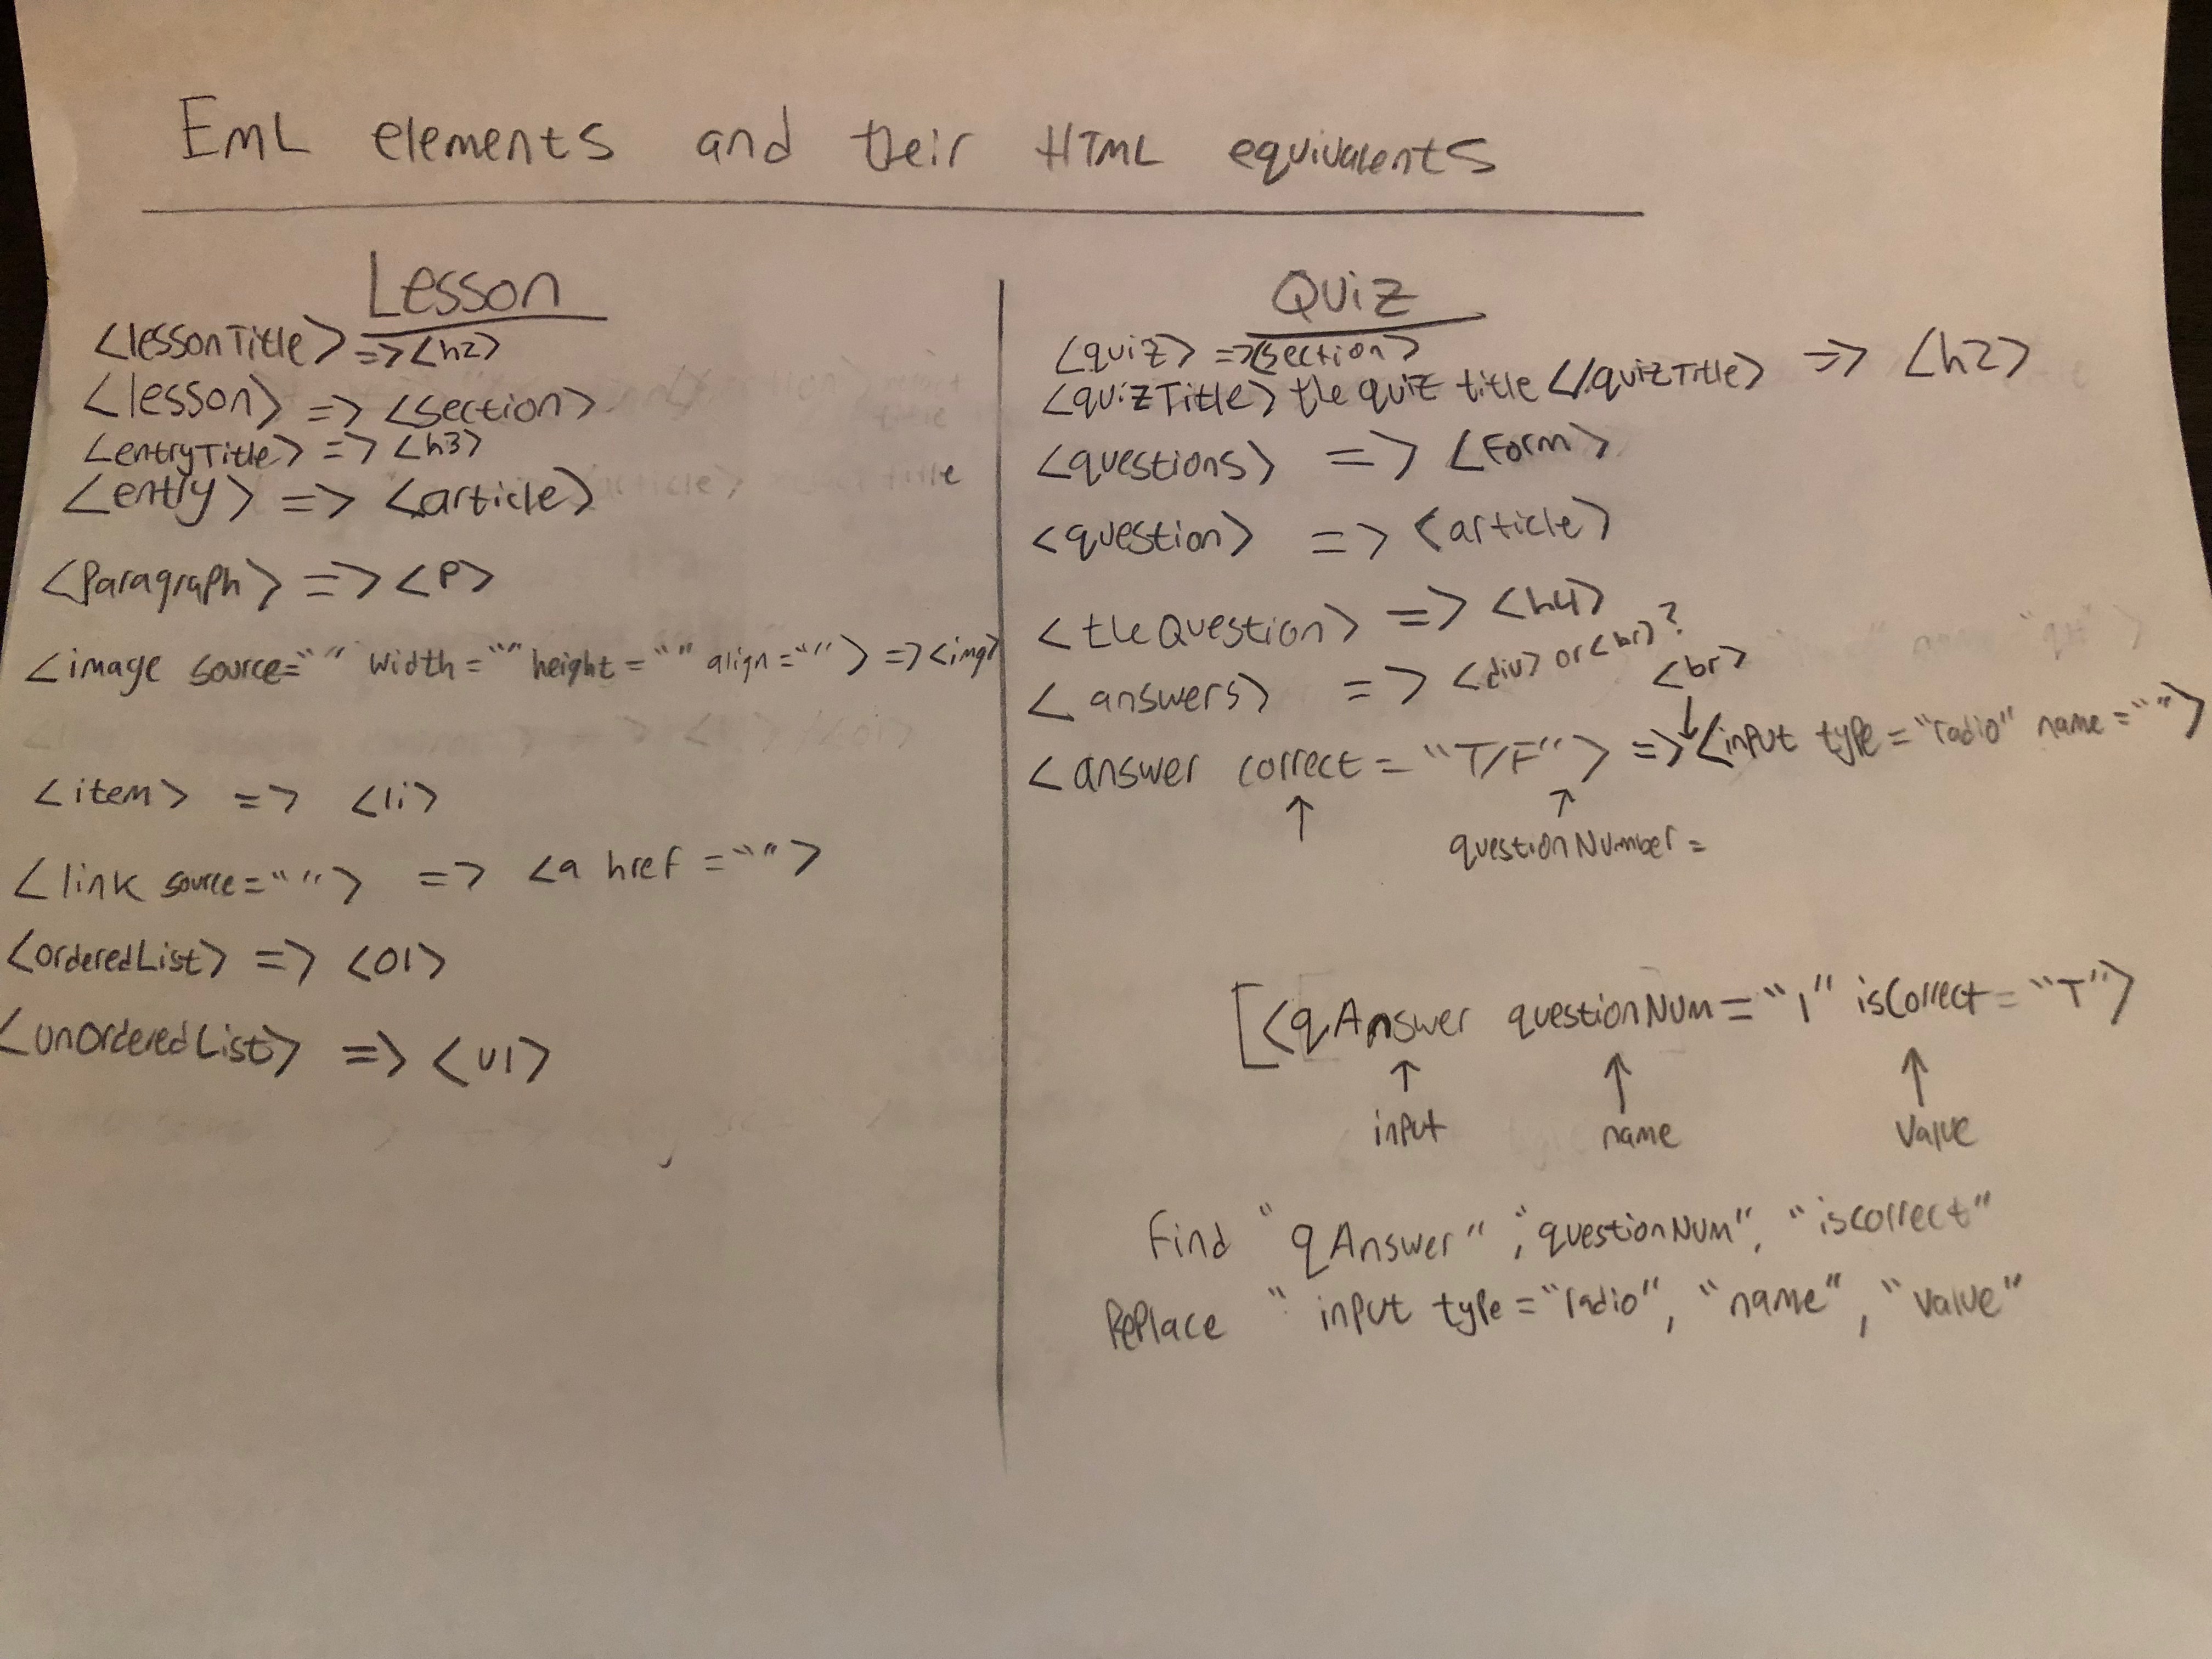 EML elements and their HTML equivalents
Lesson
<lessonTitle> => <h2>
<lesson> => <section>
<entryTitle> => <h3>
<entry> => <article>
<paragraph> => <p>
<image source="" width="" height="" align=""> => <img>
<item> => <li>
<link source=""> => <a href="">
<orderedList> => <ol>
<unOrderedList> => <ul>
Quiz
<quiz> => <section>
<quizTitle> the quiz title </quizTitle> => <h2>
<questions> => <form>
<question> => <article>
<theQuestion> => <h4>
<answers> => <div> or <br>?
<br>
<answer correct="T/F"> => <input type="radio" name="">
questionNumber =
[<qAnswer questionNum="1" isCorrect="T">
input name value
Find "qAnswer", "questionNum", "isCorrect"
Replace "input type="radio", "name", "value"